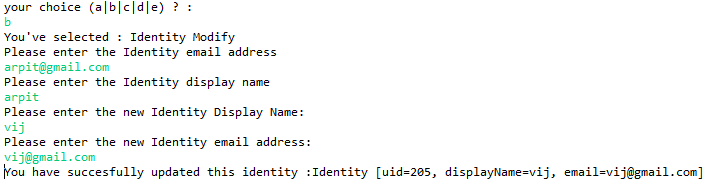 your choice (a|b|c|d|e) ? :
b
You've selected : Identity Modify
Please enter the Identity email address
arpit@gmail.com
Please enter the Identity display name
arpit
Please enter the new Identity Display Name:
vij
Please enter the new Identity email address:
vij@gmail.com
You have succesfully updated this identity :Identity [uid=205, displayName=vij, email=vij@gmail.com]